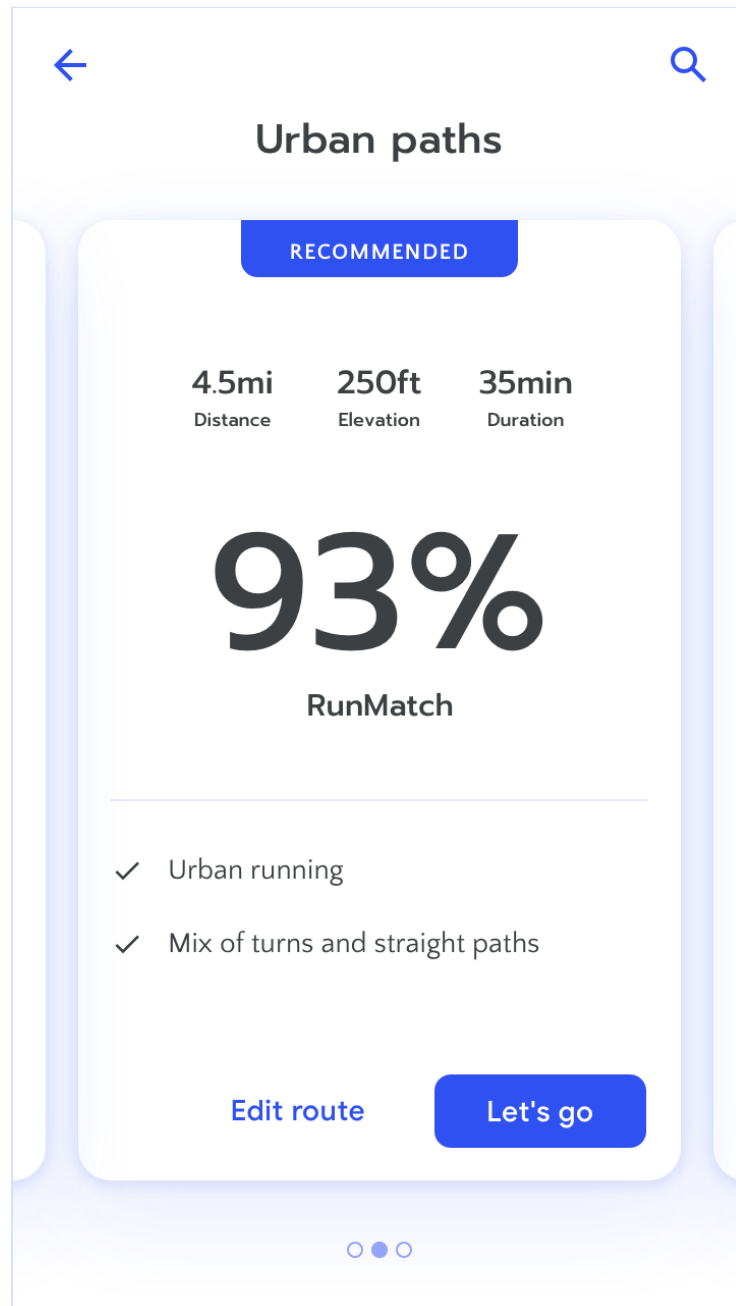 Urban paths
RECOMMENDED
4.5mi 250ft 35min
Distance Elevation Duration
93%
RunMatch
Urban running
Mix of turns and straight paths
Edit route Let's go